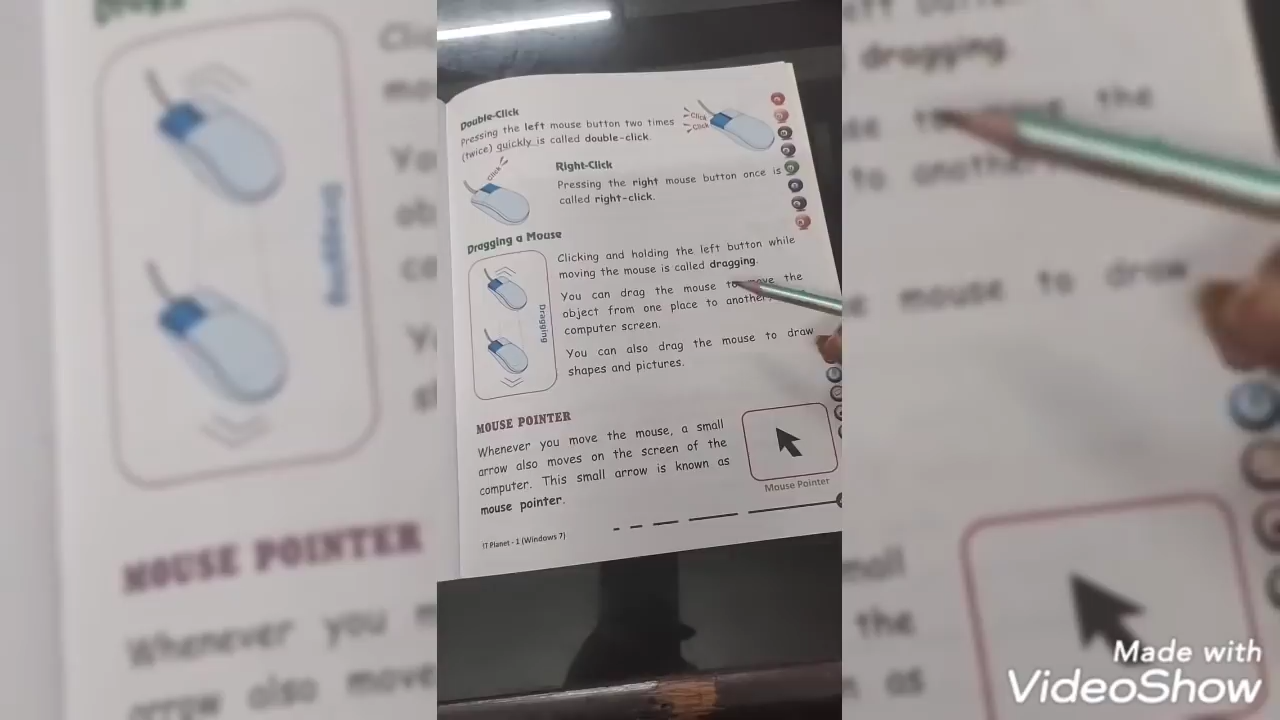 Double-Click
Pressing the left mouse button two times
(twice) quickly is called double-click.
Click
Click
Right-Click
Pressing the right mouse button once is
called right-click.
Click
Dragging a Mouse
Clicking and holding the left button while
moving the mouse is called dragging.
You can drag the mouse to move the
object from one place to another
computer screen.
You can also drag the mouse to draw
shapes and pictures.
Dragging
MOUSE POINTER
Whenever you move the mouse, a small
arrow also moves on the screen of the
computer. This small arrow is known as
mouse pointer.
Mouse Pointer
IT Planet - 1 (Windows 7)
Made with
VideoShow